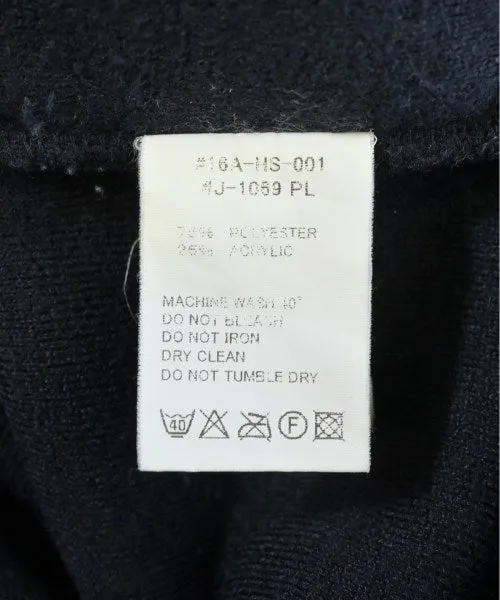 #16A-HS-001
#J-1089 PL
75% POLYESTER
25% ACRYLIC
MACHINE WASH 40°
DO NOT BLEACH
DO NOT IRON
DRY CLEAN
DO NOT TUMBLE DRY
40 F